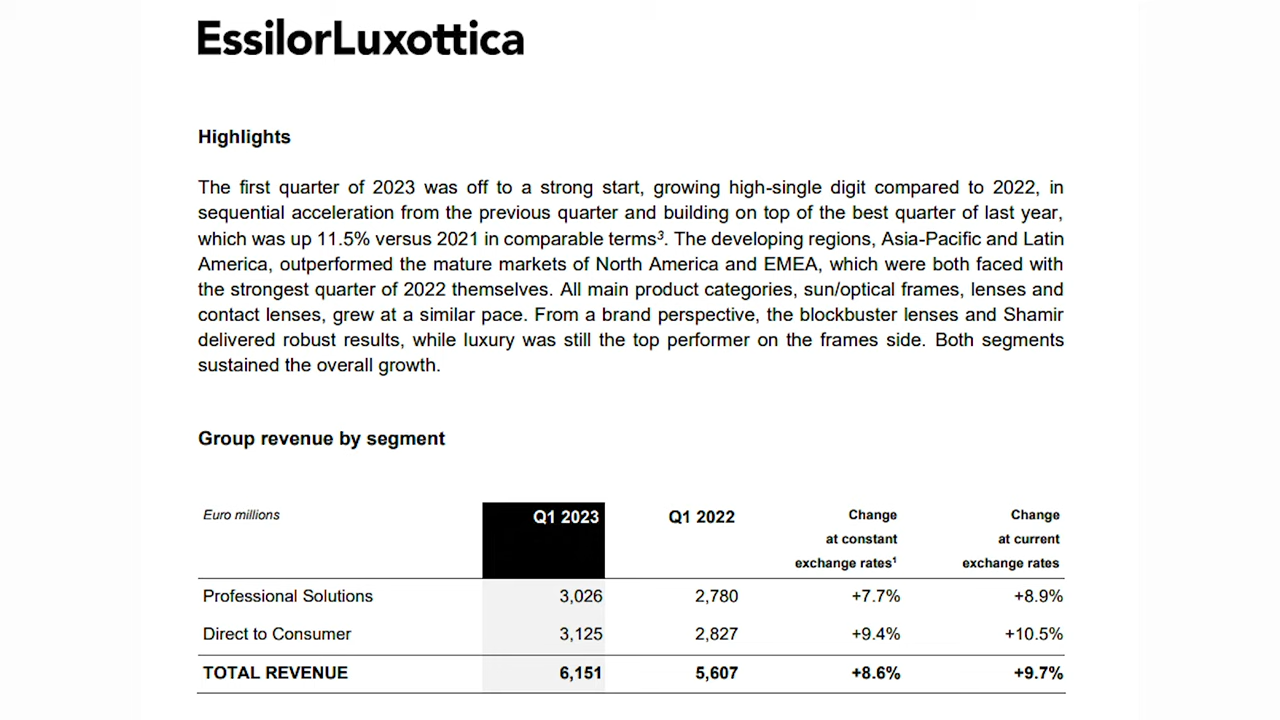 EssilorLuxottica
Highlights
The first quarter of 2023 was off to a strong start, growing high-single digit compared to 2022, in
sequential acceleration from the previous quarter and building on top of the best quarter of last year,
which was up 11.5% versus 2021 in comparable terms³. The developing regions, Asia-Pacific and Latin
America, outperformed the mature markets of North America and EMEA, which were both faced with
the strongest quarter of 2022 themselves. All main product categories, sun/optical frames, lenses and
contact lenses, grew at a similar pace. From a brand perspective, the blockbuster lenses and Shamir
delivered robust results, while luxury was still the top performer on the frames side. Both segments
sustained the overall growth.
Group revenue by segment
Euro millions Q1 2023 Q1 2022 Change Change
at constant at current
exchange rates¹ exchange rates
Professional Solutions 3,026 2,780 +7.7% +8.9%
Direct to Consumer 3,125 2,827 +9.4% +10.5%
TOTAL REVENUE 6,151 5,607 +8.6% +9.7%